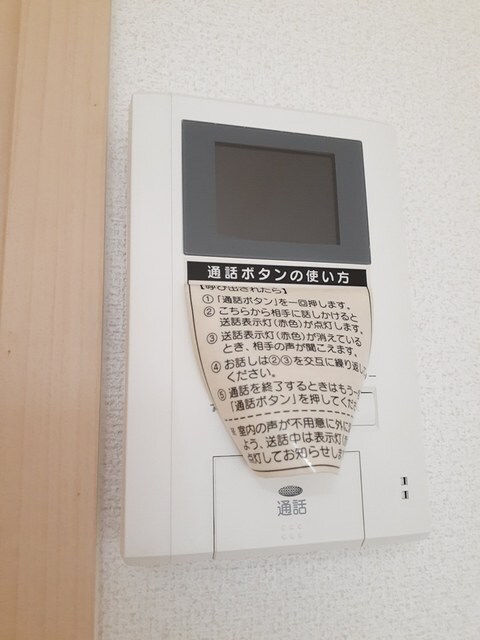 通話ボタンの使い方
【呼び出されたら】
①「通話ボタン」を一回押します。
②こちらから相手に話しかけると
送話表示灯(赤色)が点灯します。
③送話表示灯(赤色)が消えている
とき、相手の声が聞こえます。
④お話しは②③を交互に繰り返し
ください。
⑤通話を終了するときはもう一
「通話ボタン」を押してくだ
※室内の声が不用意に外に
よう、送話中は表示灯
点灯してお知らせしま
通話